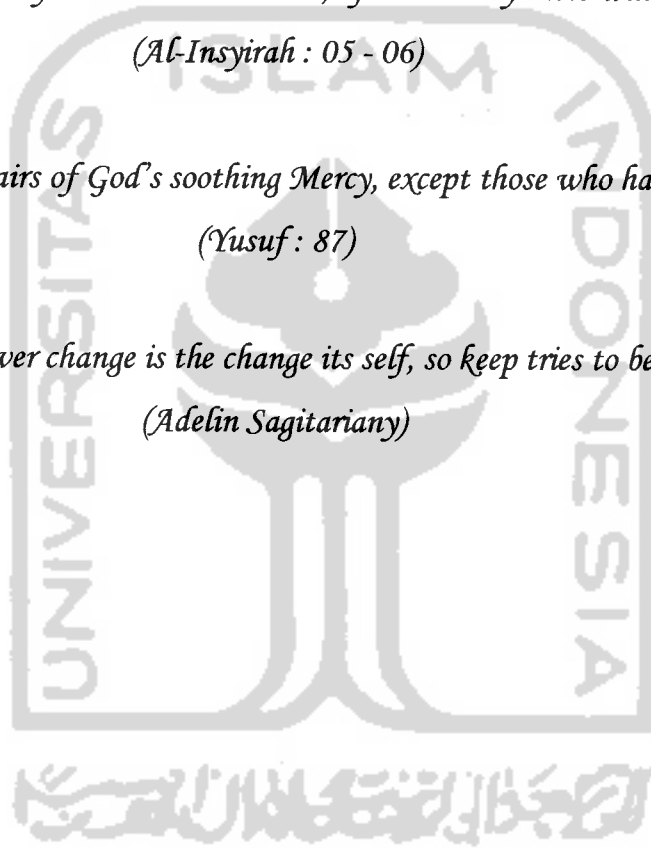 (Al-Insyirah : 05 - 06)
airs of God's soothing Mercy, except those who ha
(Yusuf : 87)
ver change is the change its self, so keep tries to be
(Adelin Sagitariany)
UNIVERSITAS
ISLAM
INDONESIA